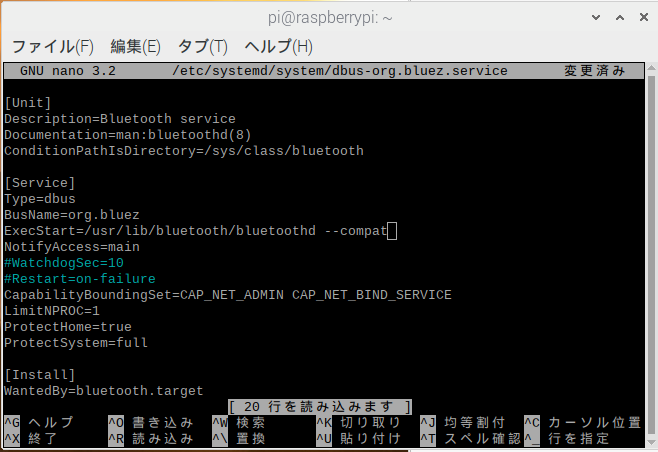 pi@raspberrypi: ~
ファイル(F) 編集(E) タブ(T) ヘルプ(H)
GNU nano 3.2 /etc/systemd/system/dbus-org.bluez.service 変更済み
[Unit]
Description=Bluetooth service
Documentation=man:bluetoothd(8)
ConditionPathIsDirectory=/sys/class/bluetooth
[Service]
Type=dbus
BusName=org.bluez
ExecStart=/usr/lib/bluetooth/bluetoothd --compat
NotifyAccess=main
#WatchdogSec=10
#Restart=on-failure
CapabilityBoundingSet=CAP_NET_ADMIN CAP_NET_BIND_SERVICE
LimitNPROC=1
ProtectHome=true
ProtectSystem=full
[Install]
WantedBy=bluetooth.target
[ 20 行を読み込みます ]
^G ヘルプ ^O 書き込み ^W 検索 ^K 切り取り ^J 均等割付 ^C カーソル位置
^X 終了 ^R 読み込み ^\ 置換 ^U 貼り付け ^T スペル確認 ^_ 行を指定